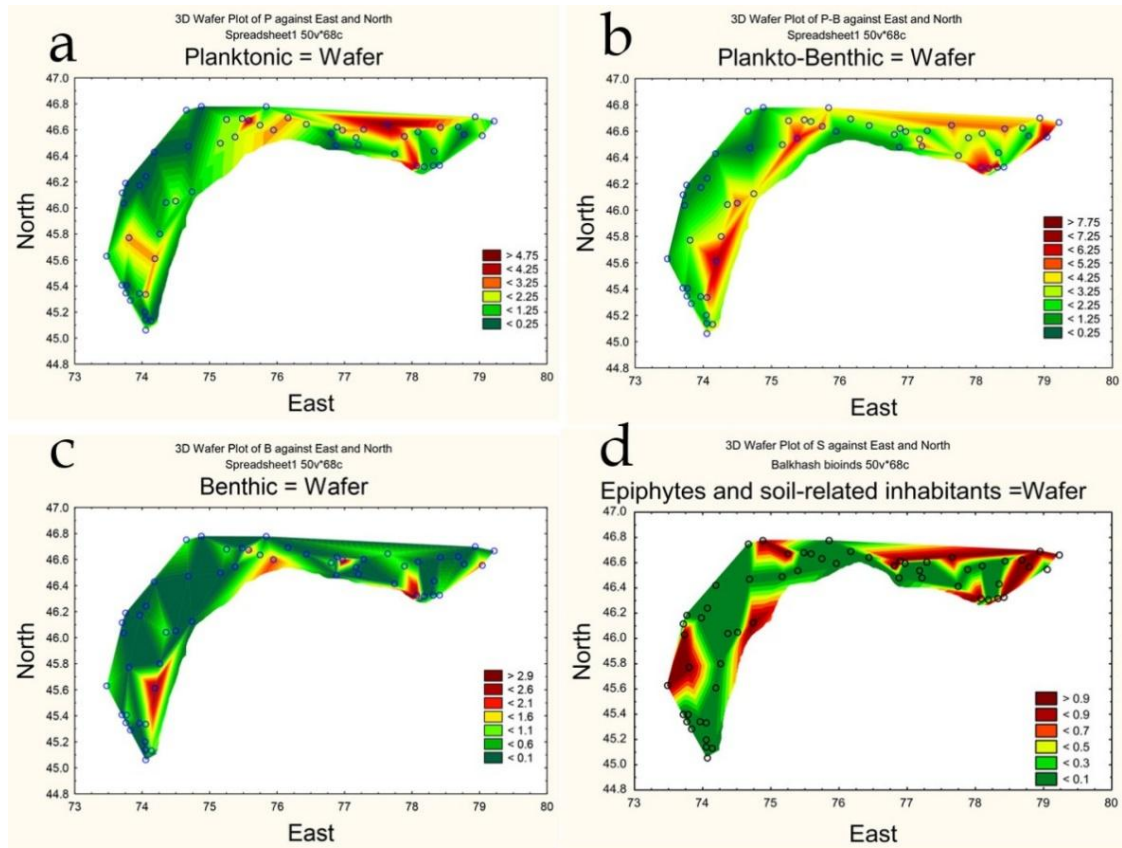 a
3D Wafer Plot of P against East and North
Spreadsheet1 50v*68c
Planktonic = Wafer
47.0
46.8
46.6
46.4
46.2
46.0
45.8
45.6
45.4
45.2
45.0
44.8
North
73 74 75 76 77 78 79 80
East
> 4.75
< 4.25
< 3.25
< 2.25
< 1.25
< 0.25
b
3D Wafer Plot of P-B against East and North
Spreadsheet1 50v*68c
Plankto-Benthic = Wafer
47.0
46.8
46.6
46.4
46.2
46.0
45.8
45.6
45.4
45.2
45.0
44.8
North
73 74 75 76 77 78 79 80
East
> 7.75
< 7.25
< 6.25
< 5.25
< 4.25
< 3.25
< 2.25
< 1.25
< 0.25
c
3D Wafer Plot of B against East and North
Spreadsheet1 50v*68c
Benthic = Wafer
47.0
46.8
46.6
46.4
46.2
46.0
45.8
45.6
45.4
45.2
45.0
44.8
North
73 74 75 76 77 78 79 80
East
> 2.9
< 2.6
< 2.1
< 1.6
< 1.1
< 0.6
< 0.1
d
3D Wafer Plot of S against East and North
Balkhash bioinds 50v*68c
Epiphytes and soil-related inhabitants =Wafer
47.0
46.8
46.6
46.4
46.2
46.0
45.8
45.6
45.4
45.2
45.0
44.8
North
73 74 75 76 77 78 79 80
East
> 0.9
< 0.9
< 0.7
< 0.5
< 0.3
< 0.1